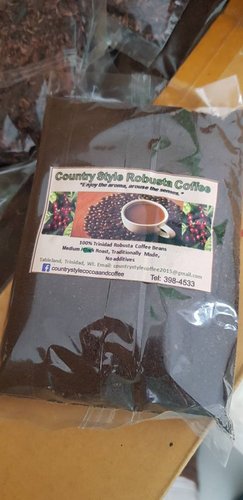 Country Style Robusta Coffee
"Enjoy the aroma, arouse the senses."
100% Trinidad Robusta Coffee Beans
Medium /Dark Roast, Traditionally Made,
No additives
Tableland, Trinidad, WI. Email: countrystylecoffee2015@gmail.com
f countrystylecocoaandcoffee
Tel: 398-4533